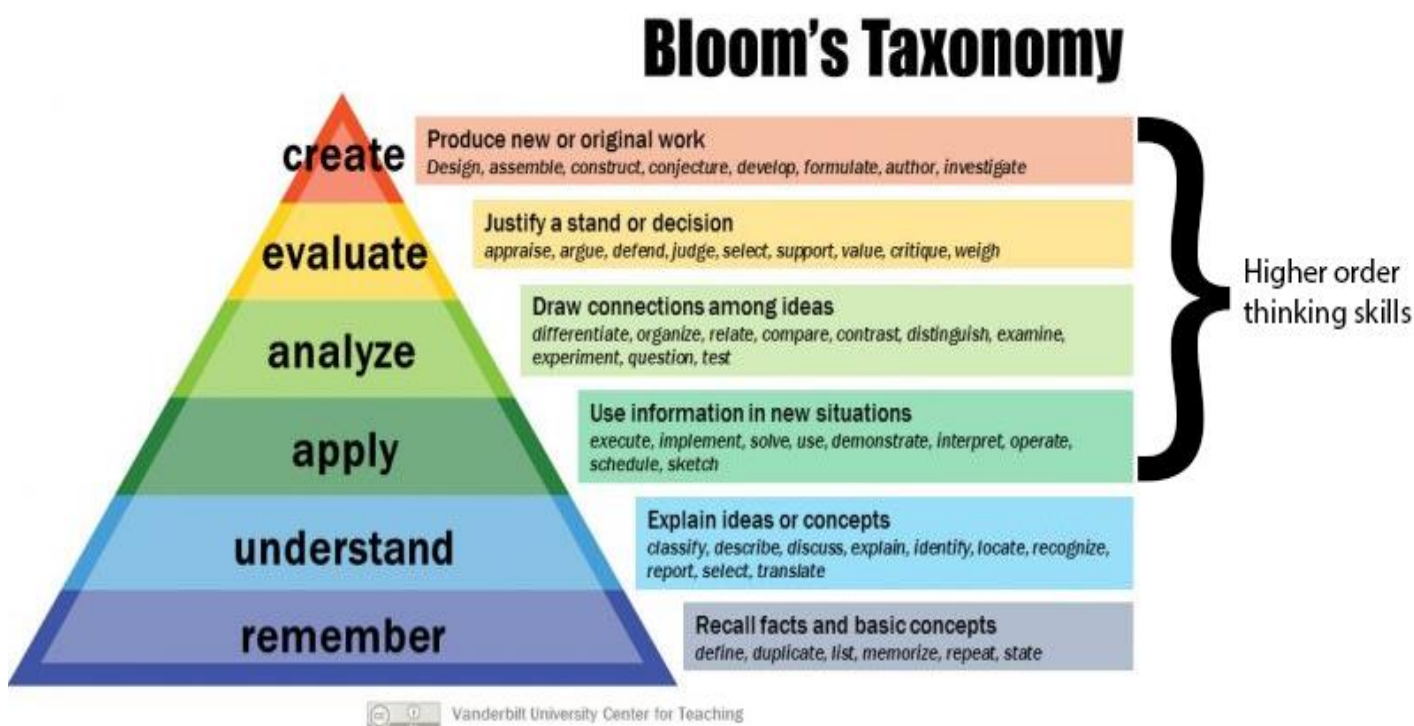 Bloom's Taxonomy
create
Produce new or original work
Design, assemble, construct, conjecture, develop, formulate, author, investigate
evaluate
Justify a stand or decision
appraise, argue, defend, judge, select, support, value, critique, weigh
analyze
Draw connections among ideas
differentiate, organize, relate, compare, contrast, distinguish, examine,
experiment, question, test
apply
Use information in new situations
execute, implement, solve, use, demonstrate, interpret, operate,
schedule, sketch
Higher order
thinking skills
understand
Explain ideas or concepts
classify, describe, discuss, explain, identify, locate, recognize,
report, select, translate
remember
Recall facts and basic concepts
define, duplicate, list, memorize, repeat, state
cc
Vanderbilt University Center for Teaching